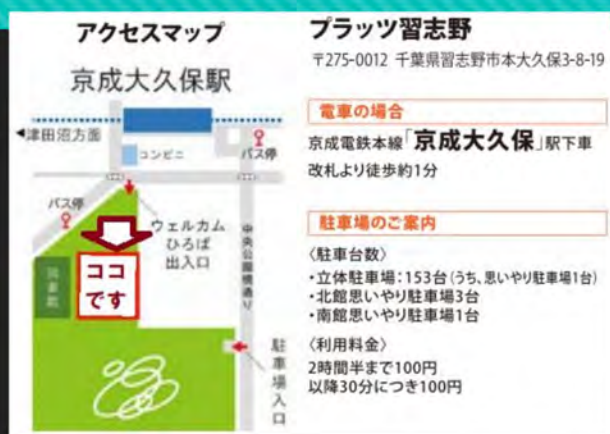 アクセスマップ
京成大久保駅
津田沼方面
コンビニ
バス停
バス停
ウェルカム
ひろば
出入口
中央公園横通り
図書館
ココ
です
駐車場入口
プラッツ習志野
〒275-0012 千葉県習志野市本大久保3-8-19
電車の場合
京成電鉄本線「京成大久保」駅下車
改札より徒歩約1分
駐車場のご案内
〈駐車台数〉
・立体駐車場：153台(うち、思いやり駐車場1台)
・北館思いやり駐車場3台
・南館思いやり駐車場1台
〈利用料金〉
2時間半まで100円
以降30分につき100円